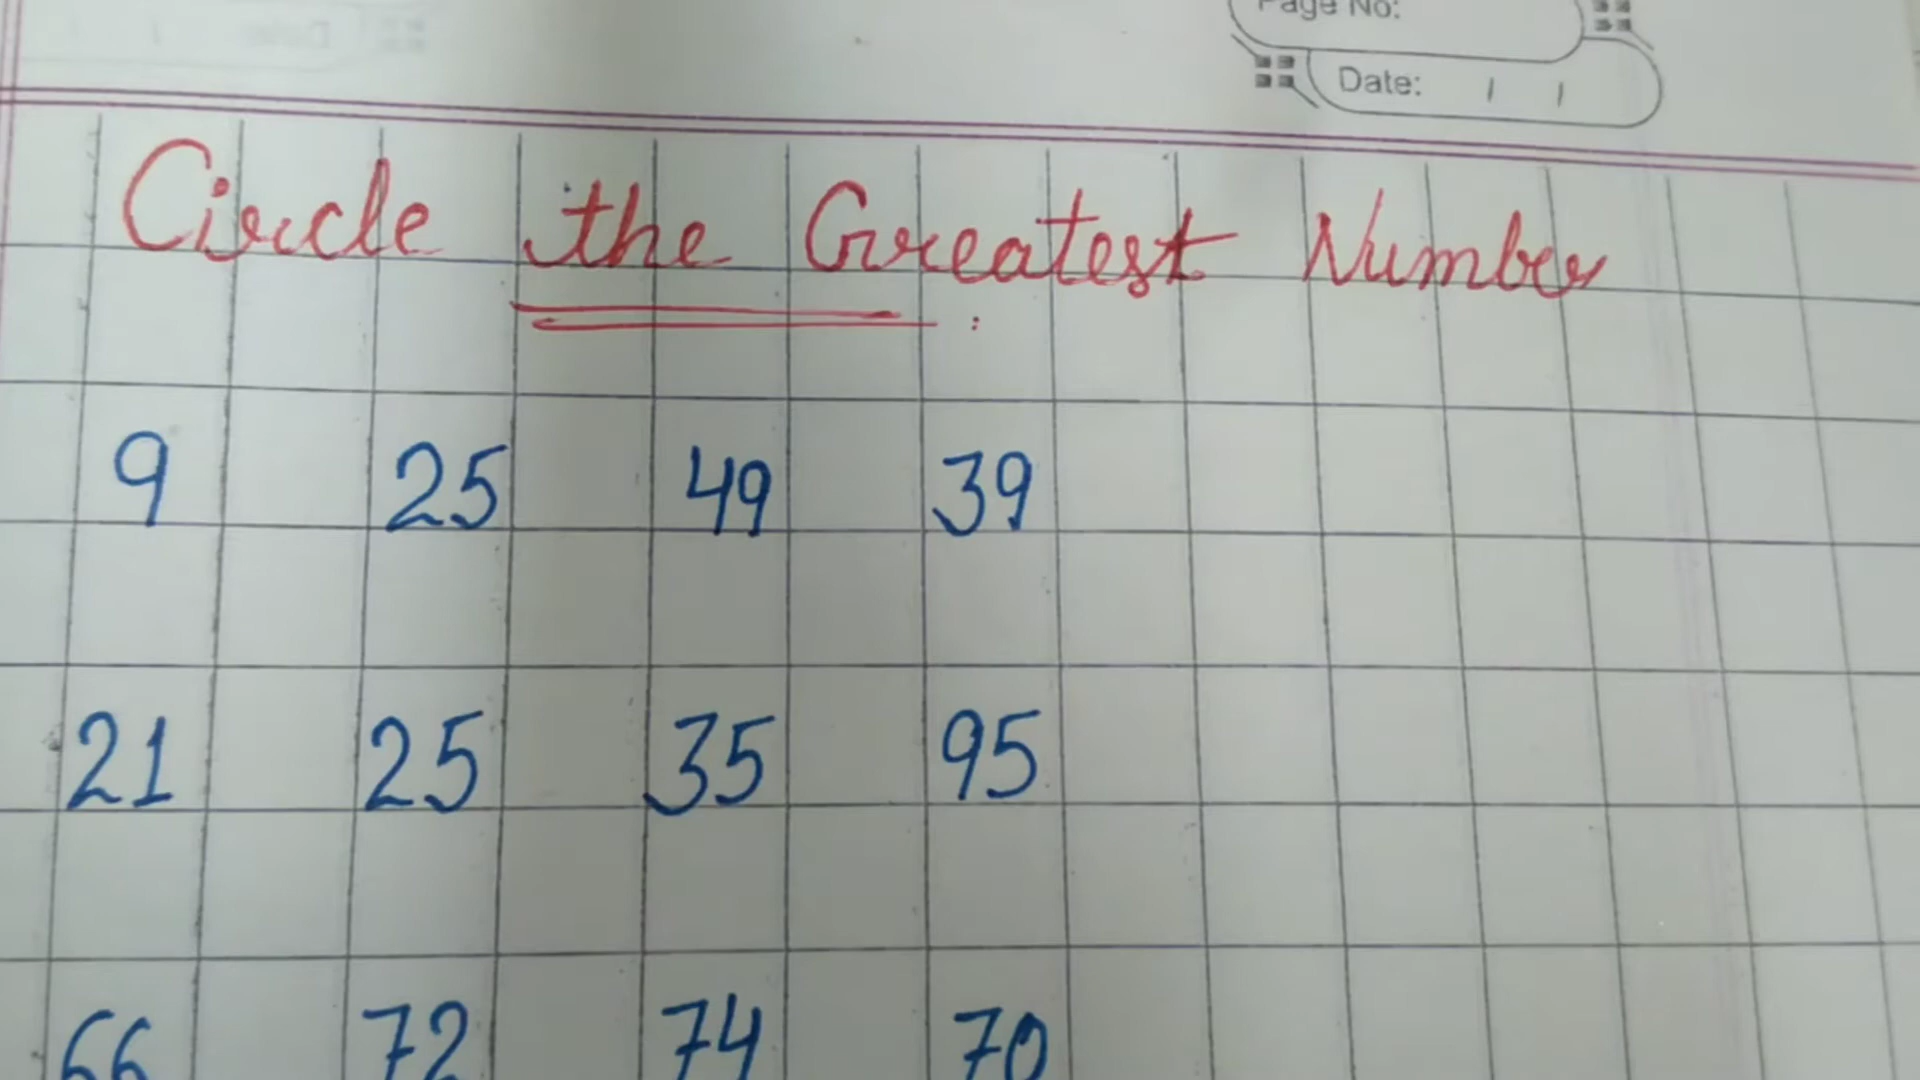 Page No:
Date: / /
Circle the Greatest Number
9 25 49 39
21 25 35 95
66 72 74 70